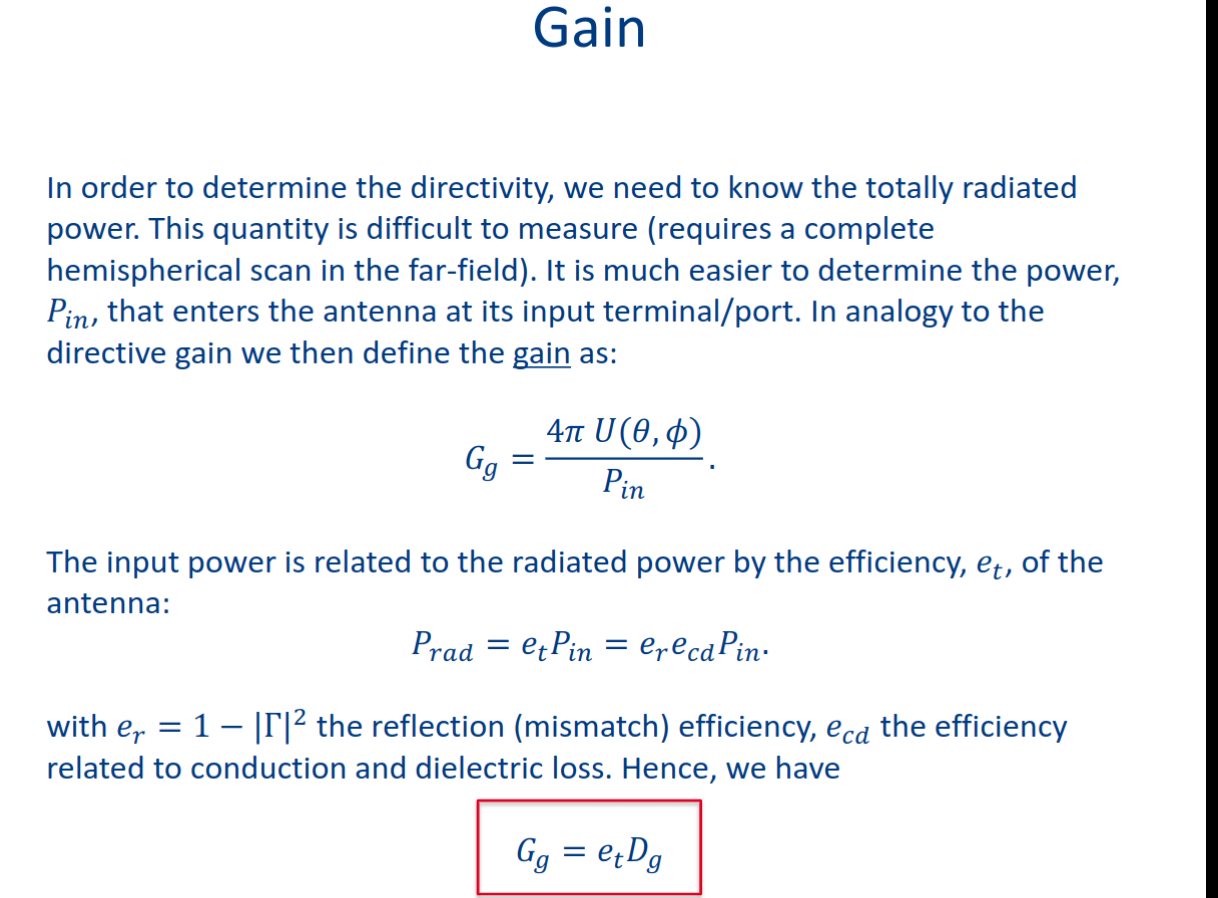 Gain
In order to determine the directivity, we need to know the totally radiated
power. This quantity is difficult to measure (requires a complete
hemispherical scan in the far-field). It is much easier to determine the power,
P_{in}, that enters the antenna at its input terminal/port. In analogy to the
directive gain we then define the gain as:
G_g = \frac{4π U(θ, ϕ)}{P_{in}}.
The input power is related to the radiated power by the efficiency, e_t, of the
antenna:
P_{rad} = e_t P_{in} = e_r e_{cd} P_{in}.
with e_r = 1 − |Γ|^2 the reflection (mismatch) efficiency, e_{cd} the efficiency
related to conduction and dielectric loss. Hence, we have
G_g = e_t D_g